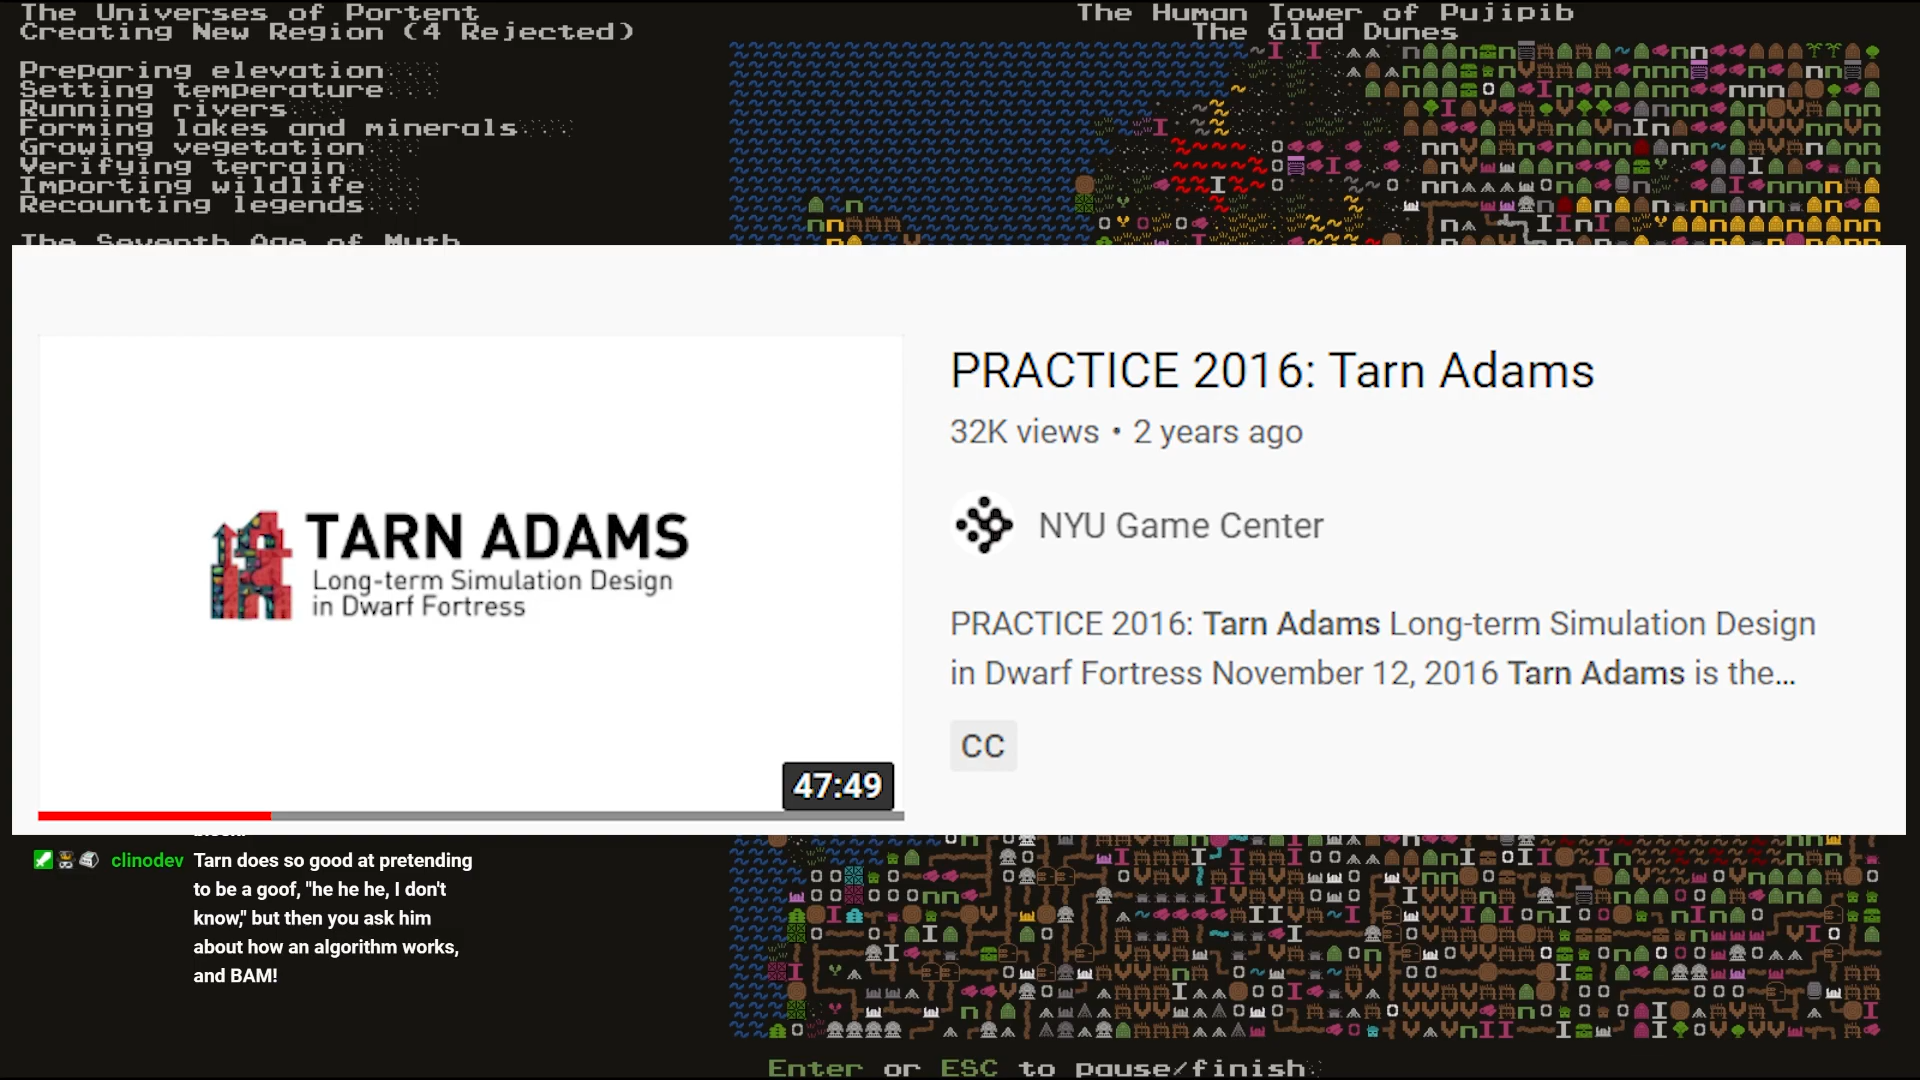 The Universes of Portent
Creating New Region (4 Rejected)
The Human Tower of Pujipib
The Glad Dunes
Preparing elevation
Setting temperature
Running rivers
Forming lakes and minerals
Growing vegetation
Verifying terrain
Importing wildlife
Recounting legends
The Seventh Age of Myth
TARN ADAMS
Long-term Simulation Design
in Dwarf Fortress
47:49
PRACTICE 2016: Tarn Adams
32K views • 2 years ago
NYU Game Center
PRACTICE 2016: Tarn Adams Long-term Simulation Design
in Dwarf Fortress November 12, 2016 Tarn Adams is the...
CC
clinodev Tarn does so good at pretending
to be a goof, "he he he, I don't
know," but then you ask him
about how an algorithm works,
and BAM!
Enter or ESC to pause/finish